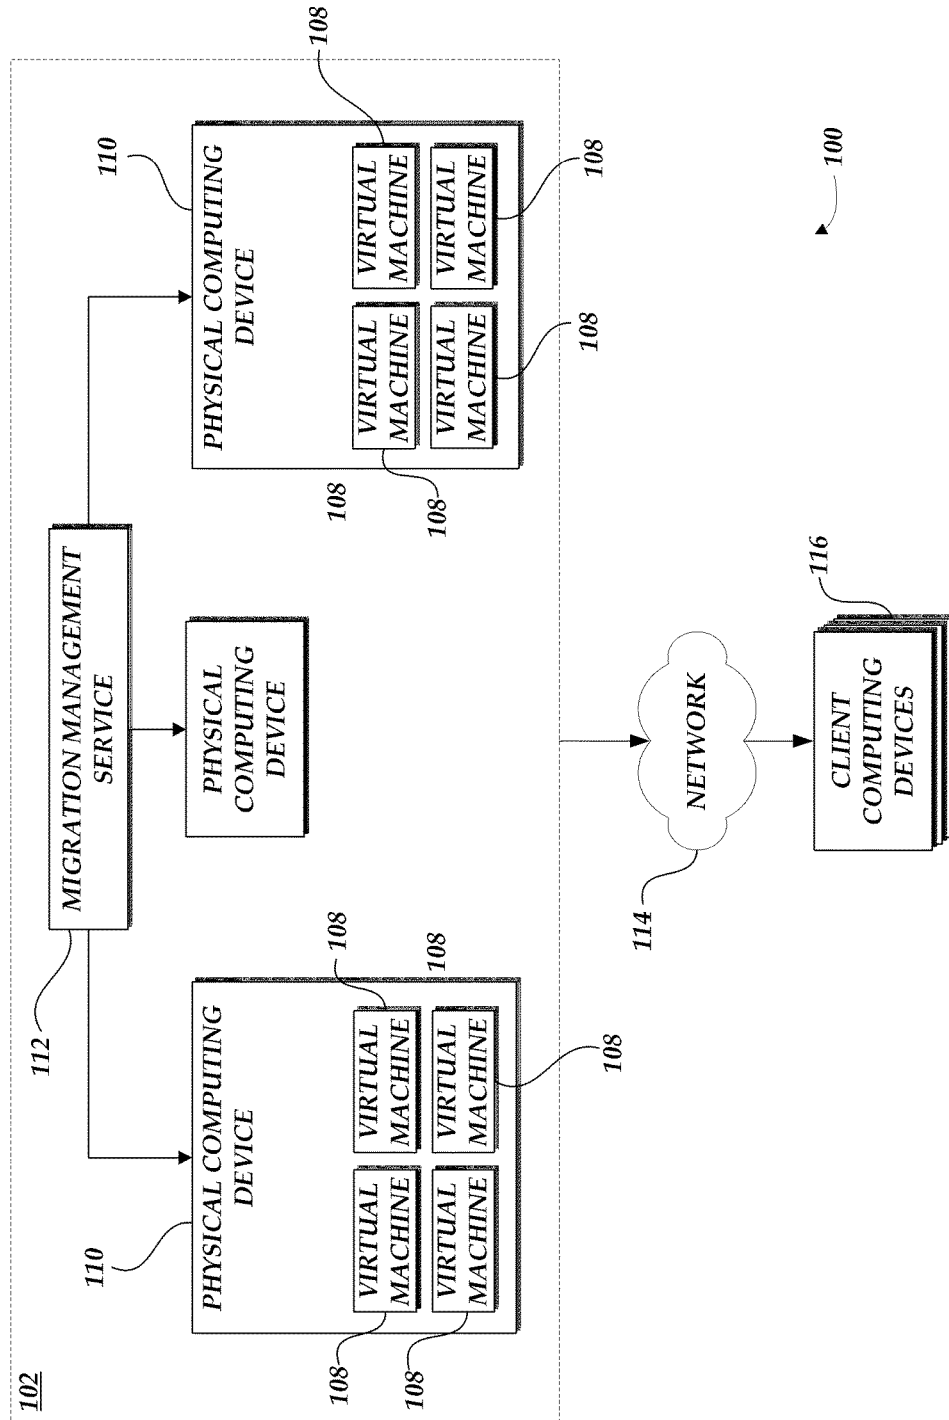 102
112
MIGRATION MANAGEMENT
SERVICE
110
PHYSICAL COMPUTING
DEVICE
108
108
VIRTUAL
MACHINE
VIRTUAL
MACHINE
108
108
VIRTUAL
MACHINE
VIRTUAL
MACHINE
108
PHYSICAL
COMPUTING
DEVICE
110
PHYSICAL COMPUTING
DEVICE
108
108
VIRTUAL
MACHINE
VIRTUAL
MACHINE
108
VIRTUAL
MACHINE
VIRTUAL
MACHINE
108
108
114
NETWORK
116
CLIENT
COMPUTING
DEVICES
100